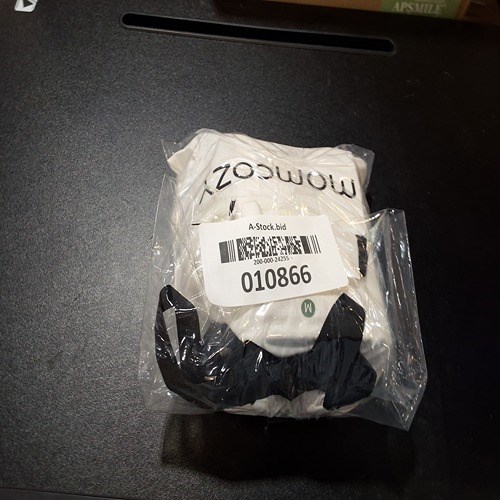 APSMILE
momcozy
A-Stock.bid
200-000-24255
010866
M